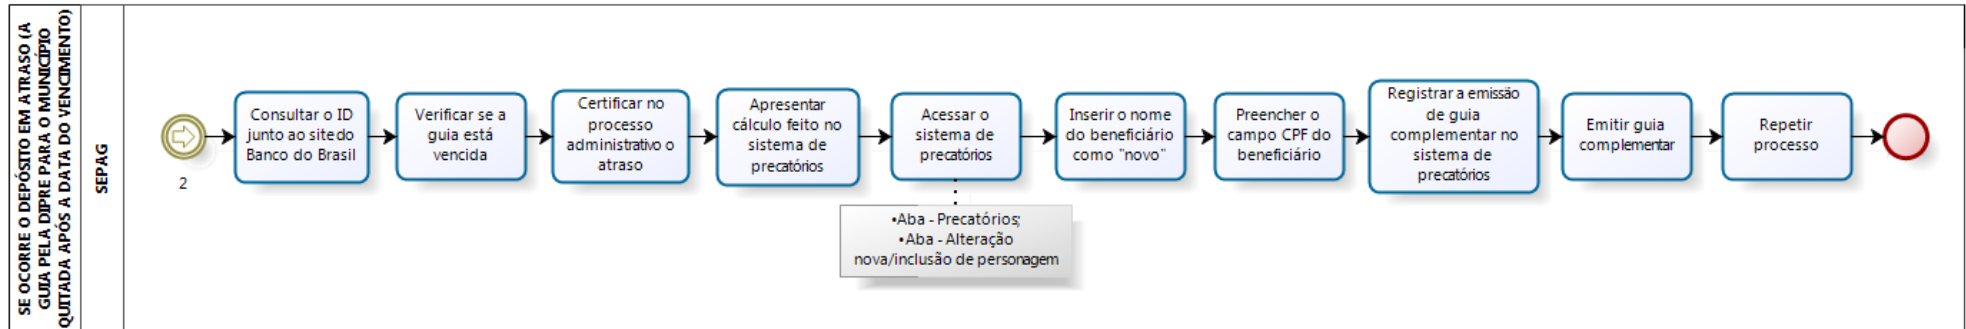 SE OCORRE O DEPÓSITO EM ATRASO (A
GUIA PELA DIPRE PARA O MUNICÍPIO
QUITADA APÓS A DATA DO VENCIMENTO)
SEPAG
2
Consultar o ID
junto ao site do
Banco do Brasil
Verificar se a
guia está
vencida
Certificar no
processo
administrativo o
atraso
Apresentar
cálculo feito no
sistema de
precatórios
Acessar o
sistema de
precatórios
•Aba - Precatórios;
•Aba - Alteração
nova/inclusão de personagem
Inserir o nome
do beneficiário
como "novo"
Preencher o
campo CPF do
beneficiário
Registrar a emissão
de guia
complementar no
sistema de
precatórios
Emitir guia
complementar
Repetir
processo